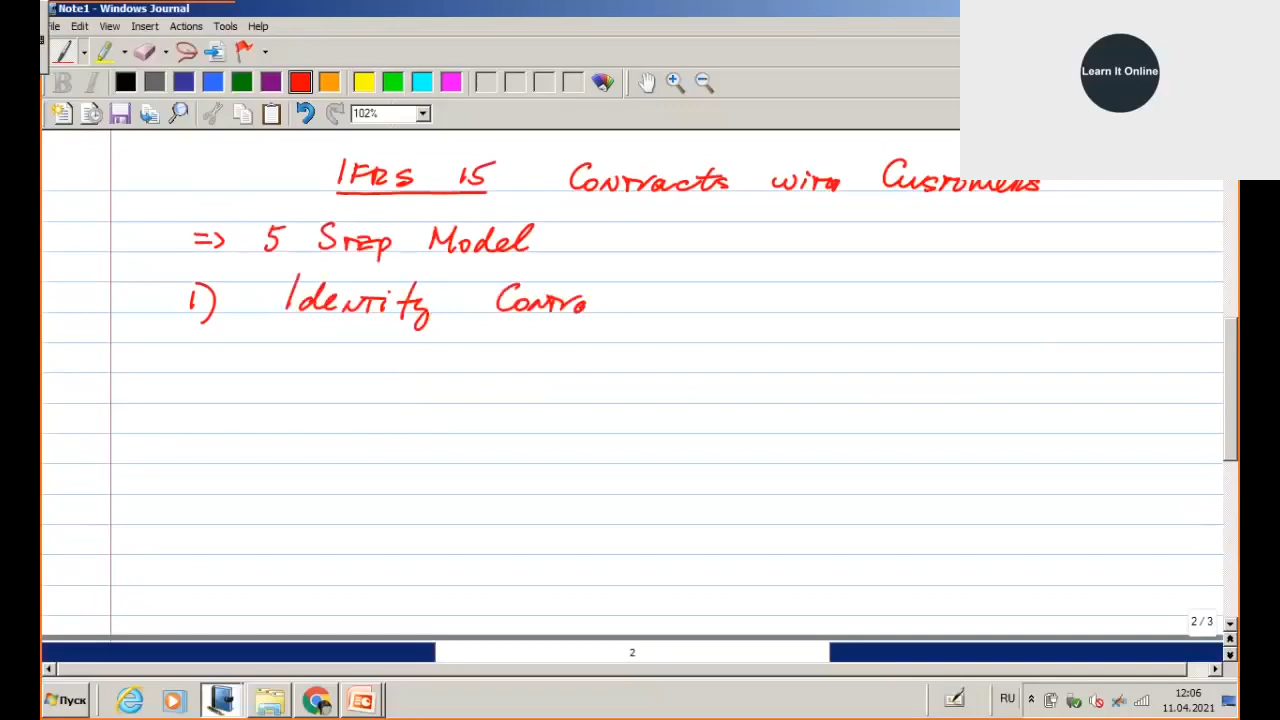 Note1 - Windows Journal
File Edit View Insert Actions Tools Help
Learn It Online
B I
102%
IFRS 15 Contracts with Customers
=> 5 Step Model
1) Identify Contra
2 / 3
2
Пуск
RU
12:06
11.04.2021